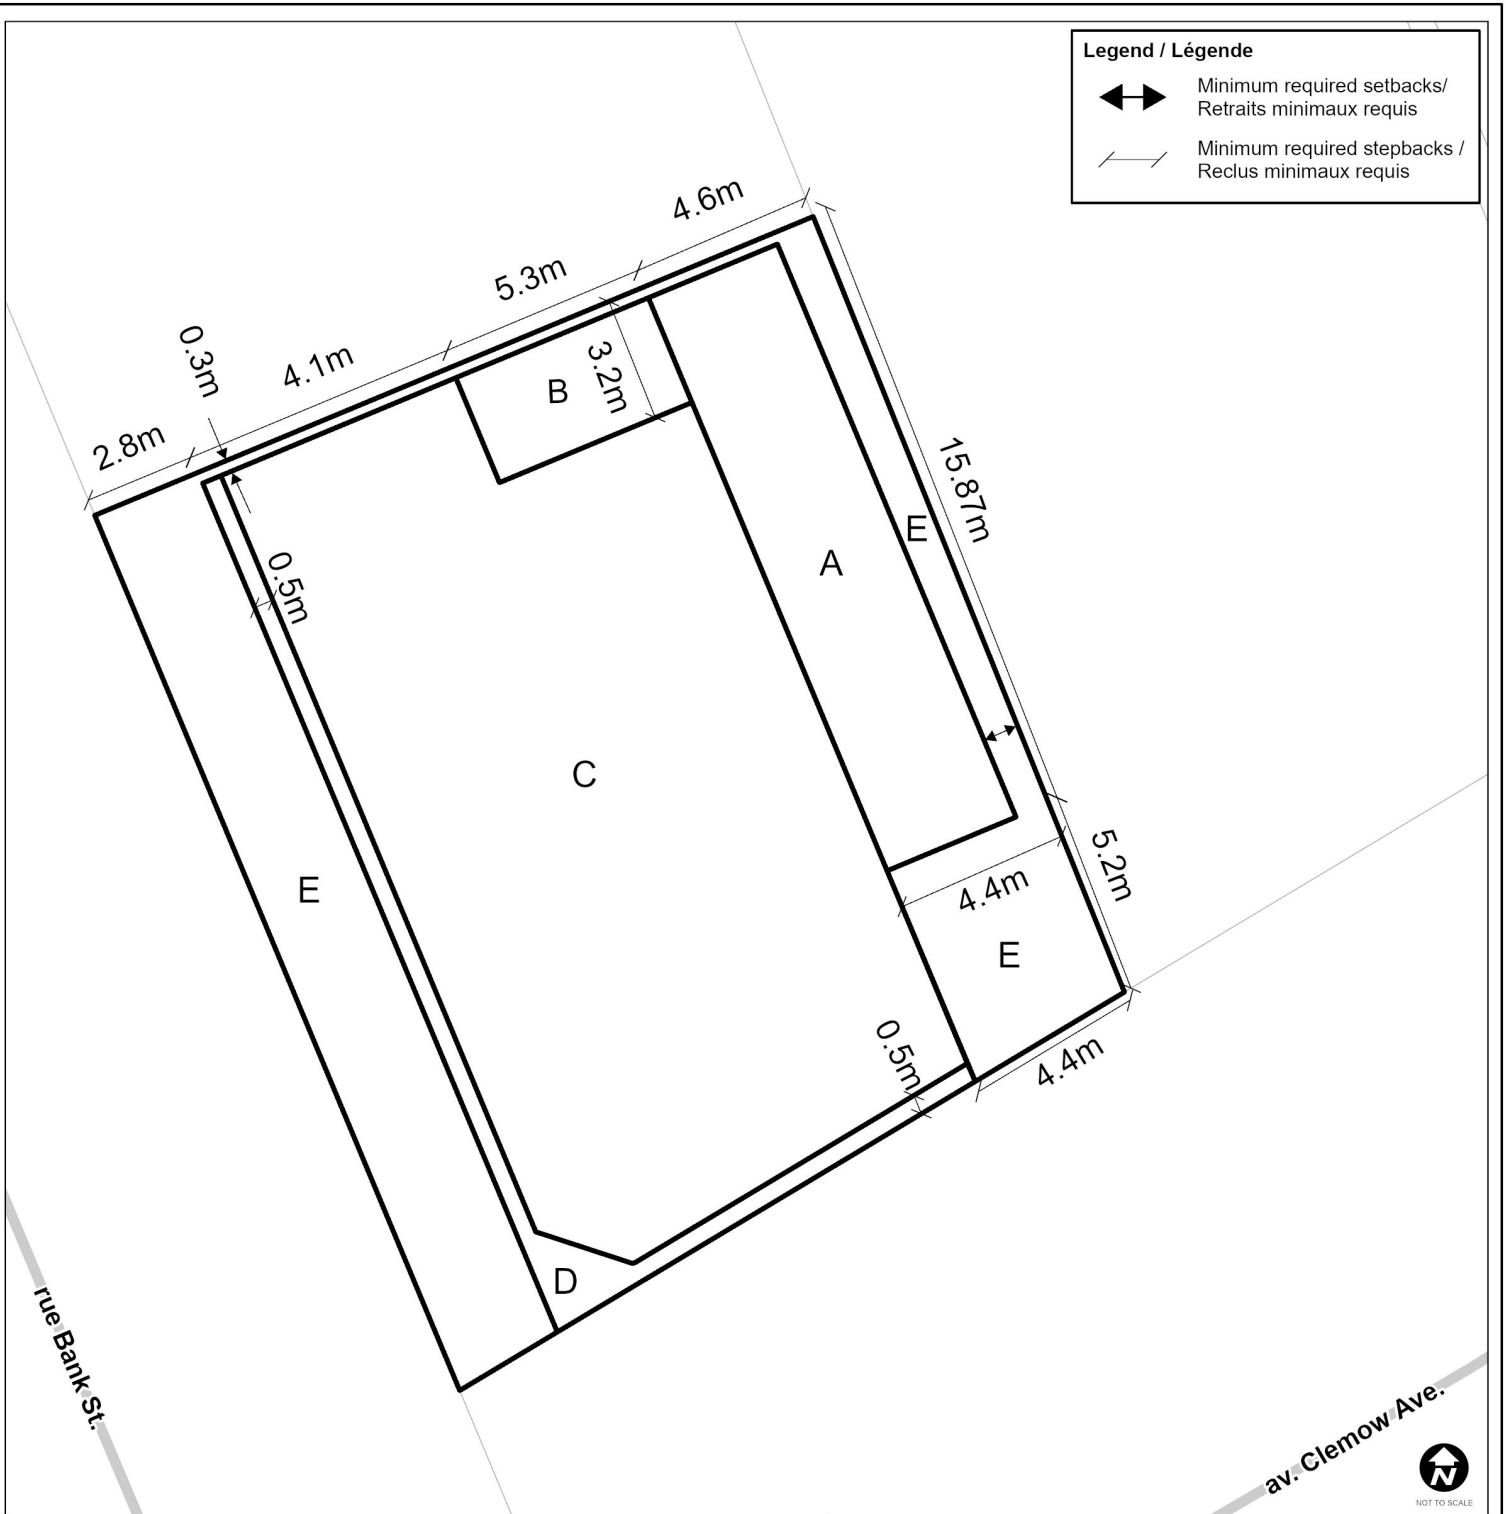 Legend / Légende
Minimum required setbacks/
Retraits minimaux requis
Minimum required stepbacks /
Reclus minimaux requis
4.6m
5.3m
4.1m
0.3m
2.8m
3.2m
B
0.5m
A
E
15.87m
C
E
4.4m
5.2m
E
0.5m
4.4m
D
rue Bank St.
av. Clemow Ave.
N
NOT TO SCALE